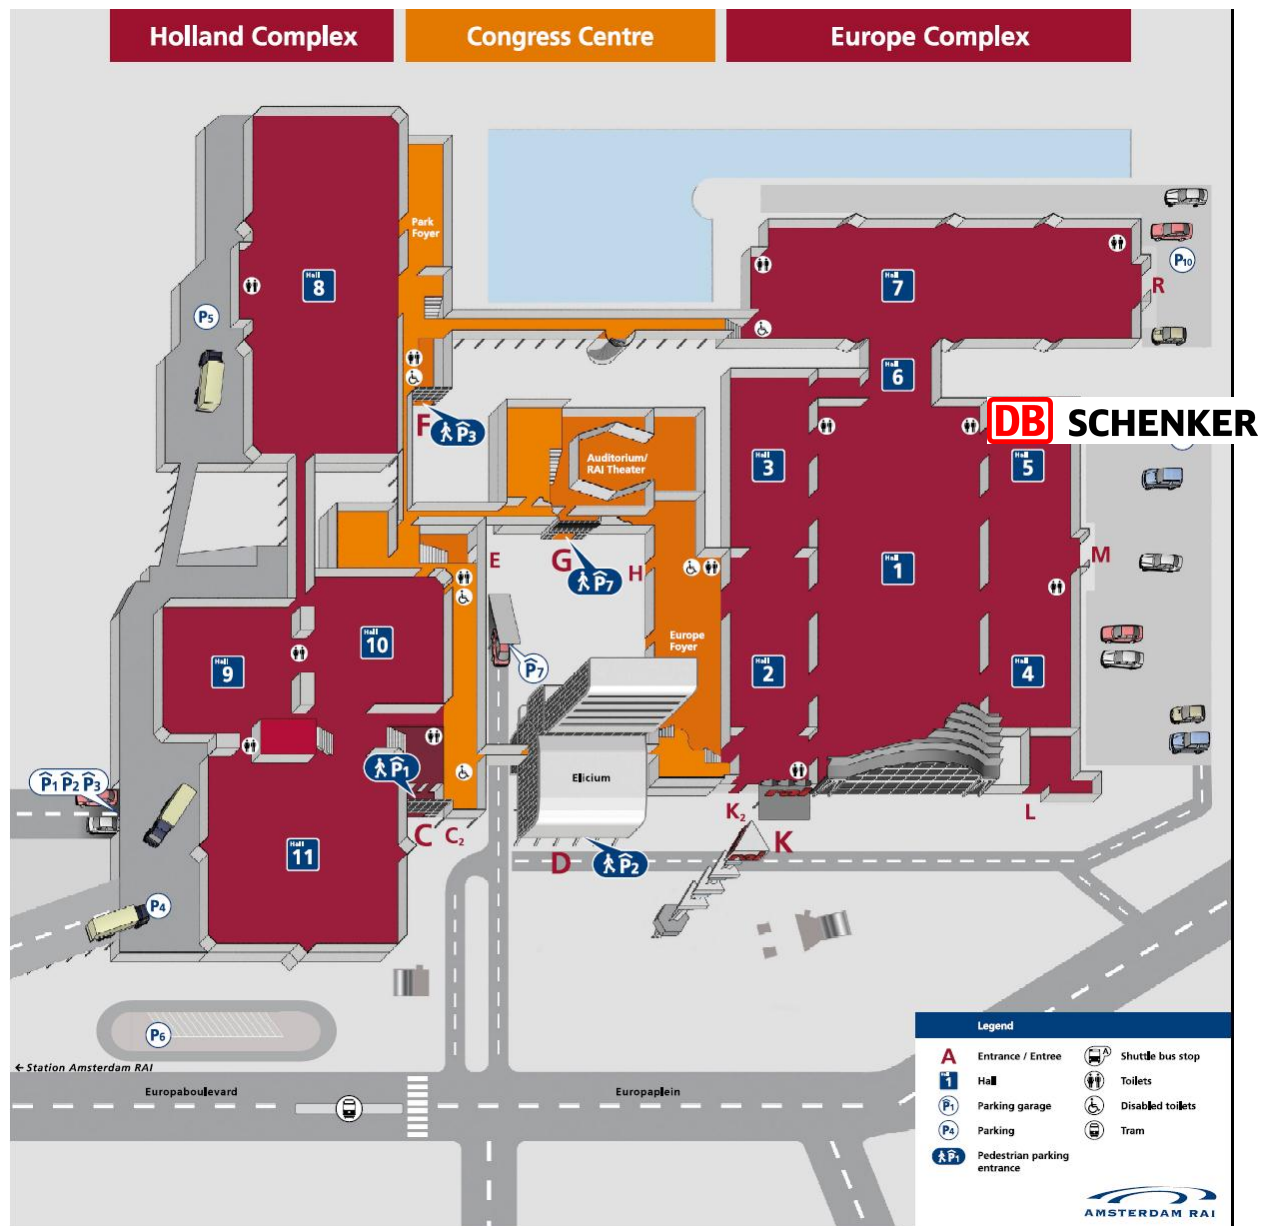 Holland Complex
Congress Centre
Europe Complex
Park
Foyer
Hall
8
P5
Hall
7
P10
R
Hall
6
DB SCHENKER
F
P3
Auditorium/
RAI Theater
Hall
3
Hall
5
E
G
P7
H
Hall
1
M
Hall
10
Hall
9
P7
Europe
Foyer
Hall
2
Hall
4
P1
P1 P2 P3
Elicium
C
C2
K2
K
L
Hall
11
D
P2
P4
P6
← Station Amsterdam RAI
Europaboulevard
Europaplein
Legend
A Entrance / Entree
A Shuttle bus stop
Hall
1 Hall
Toilets
P1 Parking garage
Disabled toilets
P4 Parking
Tram
P1 Pedestrian parking
entrance
AMSTERDAM RAI